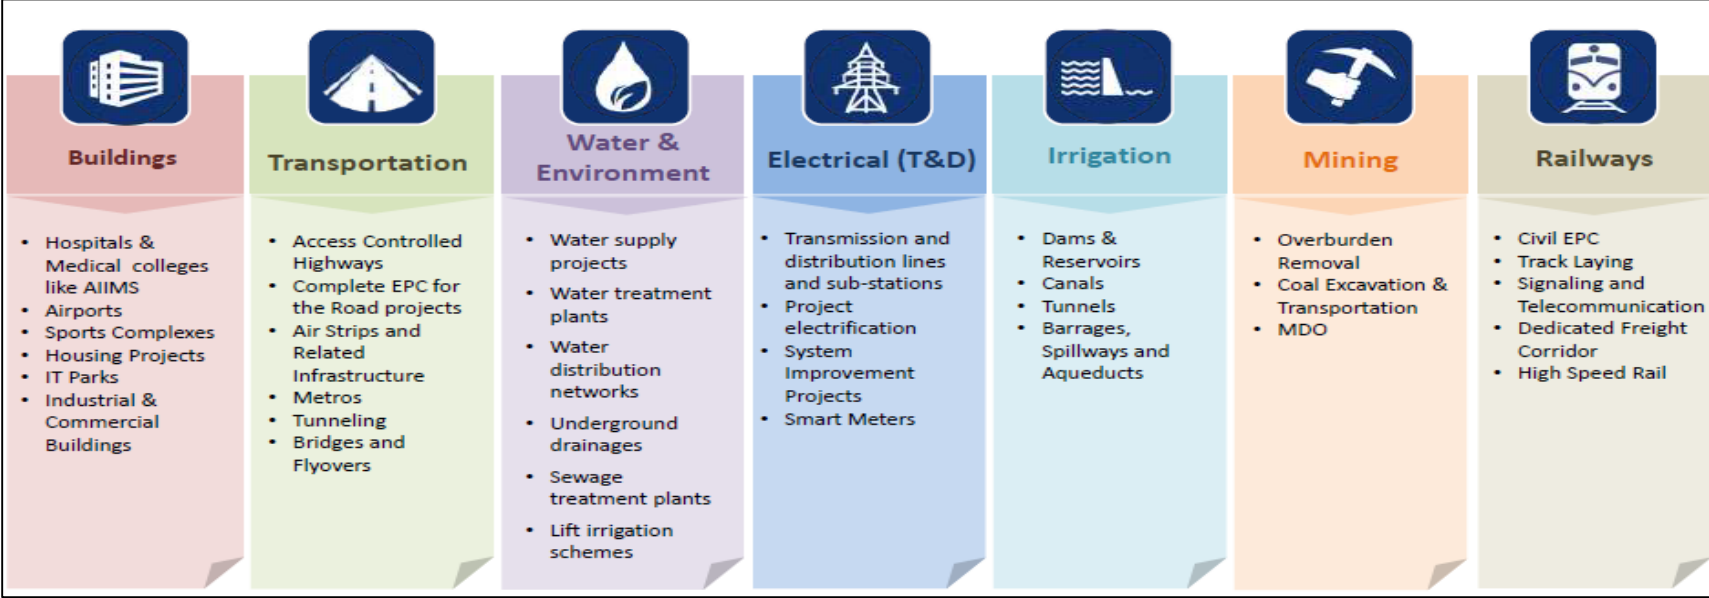 Buildings
• Hospitals &
Medical colleges
like AIIMS
• Airports
• Sports Complexes
• Housing Projects
• IT Parks
• Industrial &
Commercial
Buildings
Transportation
• Access Controlled
Highways
• Complete EPC for
the Road projects
• Air Strips and
Related
Infrastructure
• Metros
• Tunneling
• Bridges and
Flyovers
Water &
Environment
• Water supply
projects
• Water treatment
plants
• Water
distribution
networks
• Underground
drainages
• Sewage
treatment plants
• Lift irrigation
schemes
Electrical (T&D)
• Transmission and
distribution lines
and sub-stations
• Project
electrification
• System
Improvement
Projects
• Smart Meters
Irrigation
• Dams &
Reservoirs
• Canals
• Tunnels
• Barrages,
Spillways and
Aqueducts
Mining
• Overburden
Removal
• Coal Excavation &
Transportation
• MDO
Railways
• Civil EPC
• Track Laying
• Signaling and
Telecommunication
• Dedicated Freight
Corridor
• High Speed Rail